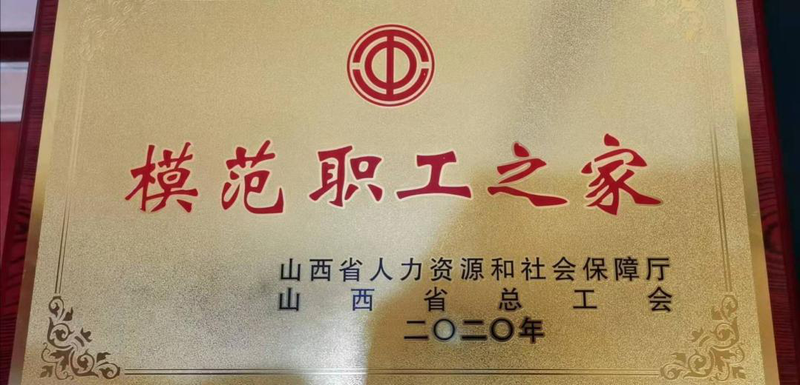 模范职工之家
山西省人力资源和社会保障厅
山西省总工会
二〇二〇年